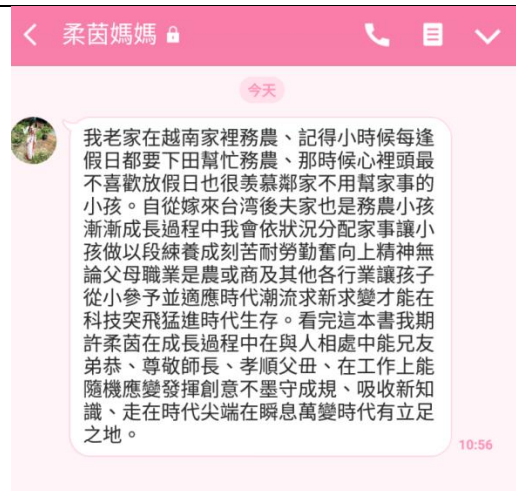 柔茵媽媽
今天
我老家在越南家裡務農、記得小時候每逢
假日都要下田幫忙務農、那時候心裡頭最
不喜歡放假日也很羡慕鄰家不用幫家事的
小孩。自從嫁來台湾後夫家也是務農小孩
漸漸成長過程中我會依狀況分配家事讓小
孩做以段練養成刻苦耐勞勤奮向上精神無
論父母職業是農或商及其他各行業讓孩子
從小參予並適應時代潮流求新求變才能在
科技突飛猛進時代生存。看完這本書我期
許柔茵在成長過程中在與人相處中能兄友
弟恭、尊敬師長、孝順父毌、在工作上能
隨機應變發揮創意不墨守成規、吸收新知
識、走在時代尖端在瞬息萬變時代有立足
之地。
10:56